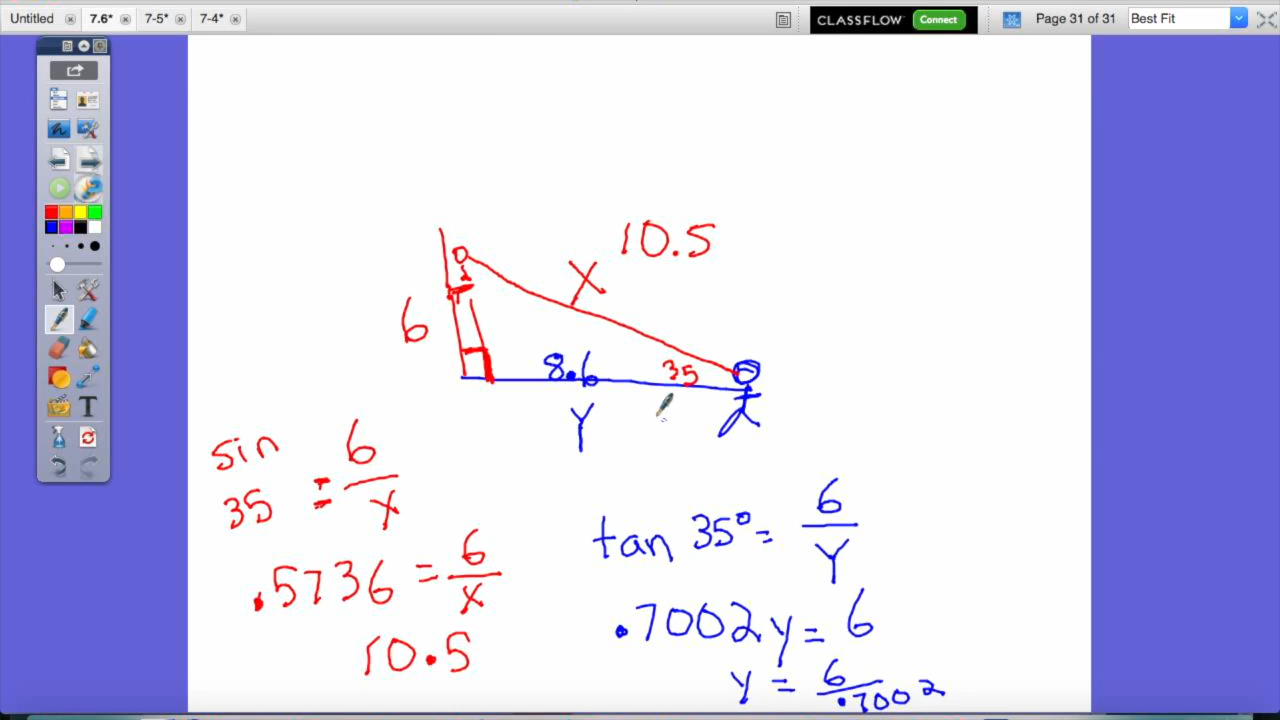 Untitled 7.6* 7-5* 7-4* CLASSFLOW Connect Page 31 of 31 Best Fit
10.5
X
6
8.6 35
Y
sin 35 = 6/X
.5736 = 6/x
10.5
tan 35° = 6/Y
.7002y = 6
y = 6/.7002
T